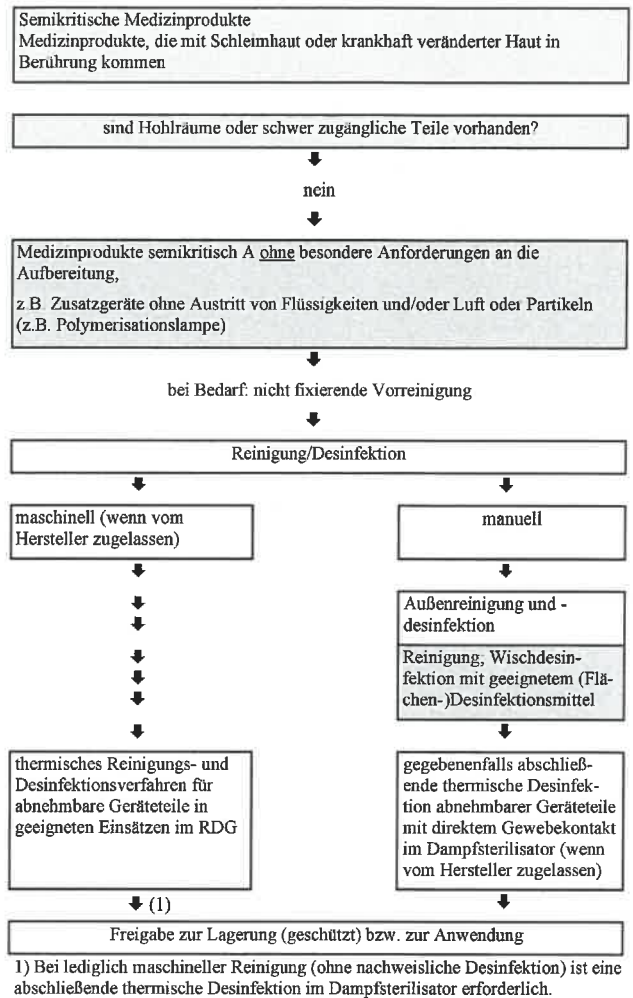 Semikritische Medizinprodukte
Medizinprodukte, die mit Schleimhaut oder krankhaft veränderter Haut in
Berührung kommen
sind Hohlräume oder schwer zugängliche Teile vorhanden?
nein
Medizinprodukte semikritisch A ohne besondere Anforderungen an die
Aufbereitung,
z.B. Zusatzgeräte ohne Austritt von Flüssigkeiten und/oder Luft oder Partikeln
(z.B. Polymerisationslampe)
bei Bedarf: nicht fixierende Vorreinigung
Reinigung/Desinfektion
maschinell (wenn vom
Hersteller zugelassen)
manuell
Außenreinigung und -
desinfektion
Reinigung, Wischdesin-
fektion mit geeignetem (Flä-
chen-)Desinfektionsmittel
thermisches Reinigungs- und
Desinfektionsverfahren für
abnehmbare Geräteteile in
geeigneten Einsätzen im RDG
gegebenenfalls abschließ-
ende thermische Desinfek-
tion abnehmbarer Geräteteile
mit direktem Gewebekontakt
im Dampfsterilisator (wenn
vom Hersteller zugelassen)
(1)
Freigabe zur Lagerung (geschützt) bzw. zur Anwendung
1) Bei lediglich maschineller Reinigung (ohne nachweisliche Desinfektion) ist eine
abschließende thermische Desinfektion im Dampfsterilisator erforderlich.